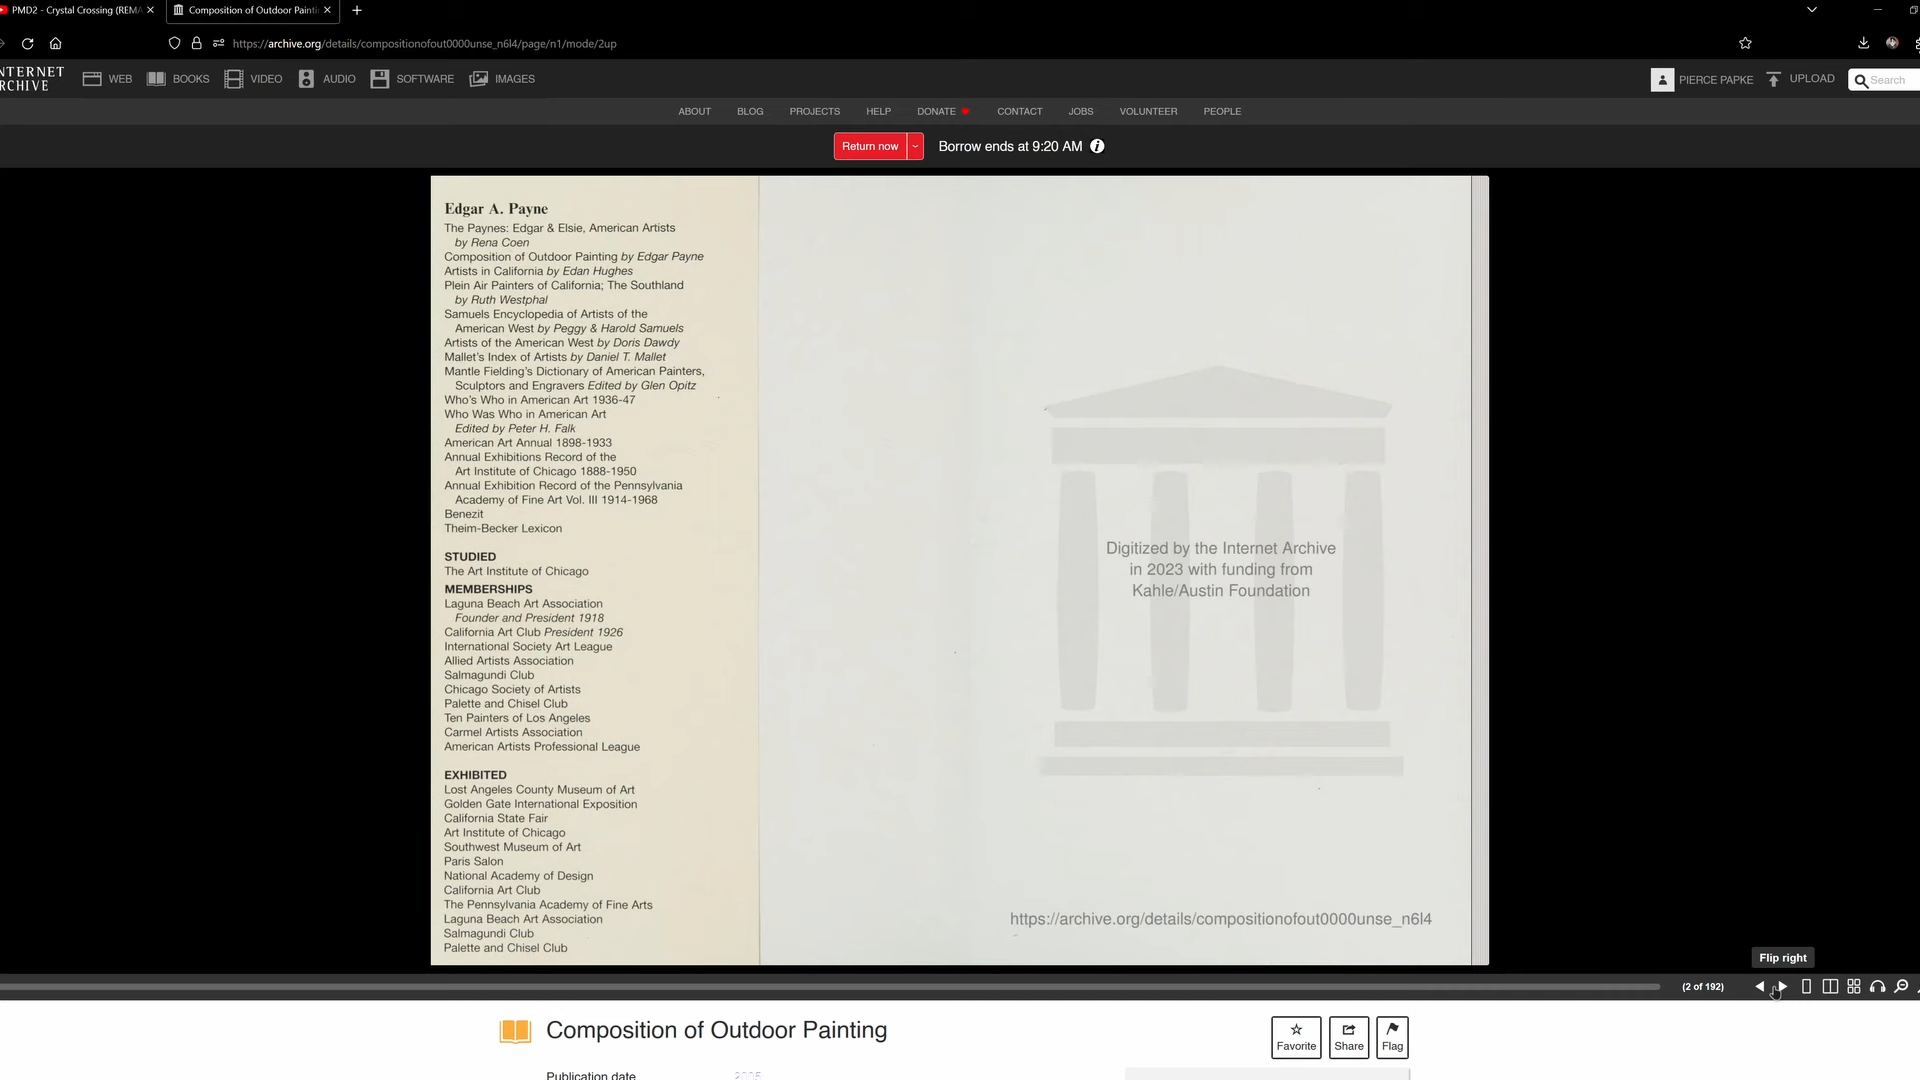 PMD2 - Crystal Crossing (REMA
Composition of Outdoor Painti
https://archive.org/details/compositionofout0000unse_n6l4/page/n1/mode/2up
NTERNET
RCHIVE
WEB
BOOKS
VIDEO
AUDIO
SOFTWARE
IMAGES
PIERCE PAPKE
UPLOAD
Search
ABOUT
BLOG
PROJECTS
HELP
DONATE
CONTACT
JOBS
VOLUNTEER
PEOPLE
Return now
Borrow ends at 9:20 AM
Edgar A. Payne
The Paynes: Edgar & Elsie, American Artists
by Rena Coen
Composition of Outdoor Painting by Edgar Payne
Artists in California by Edan Hughes
Plein Air Painters of California; The Southland
by Ruth Westphal
Samuels Encyclopedia of Artists of the
American West by Peggy & Harold Samuels
Artists of the American West by Doris Dawdy
Mallet's Index of Artists by Daniel T. Mallet
Mantle Fielding's Dictionary of American Painters,
Sculptors and Engravers Edited by Glen Opitz
Who's Who in American Art 1936-47
Who Was Who in American Art
Edited by Peter H. Falk
American Art Annual 1898-1933
Annual Exhibitions Record of the
Art Institute of Chicago 1888-1950
Annual Exhibition Record of the Pennsylvania
Academy of Fine Art Vol. III 1914-1968
Benezit
Theim-Becker Lexicon
STUDIED
The Art Institute of Chicago
MEMBERSHIPS
Laguna Beach Art Association
Founder and President 1918
California Art Club President 1926
International Society Art League
Allied Artists Association
Salmagundi Club
Chicago Society of Artists
Palette and Chisel Club
Ten Painters of Los Angeles
Carmel Artists Association
American Artists Professional League
EXHIBITED
Lost Angeles County Museum of Art
Golden Gate International Exposition
California State Fair
Art Institute of Chicago
Southwest Museum of Art
Paris Salon
National Academy of Design
California Art Club
The Pennsylvania Academy of Fine Arts
Laguna Beach Art Association
Salmagundi Club
Palette and Chisel Club
Digitized by the Internet Archive
in 2023 with funding from
Kahle/Austin Foundation
https://archive.org/details/compositionofout0000unse_n6l4
Flip right
(2 of 192)
Composition of Outdoor Painting
Favorite
Share
Flag
Publication date
2005